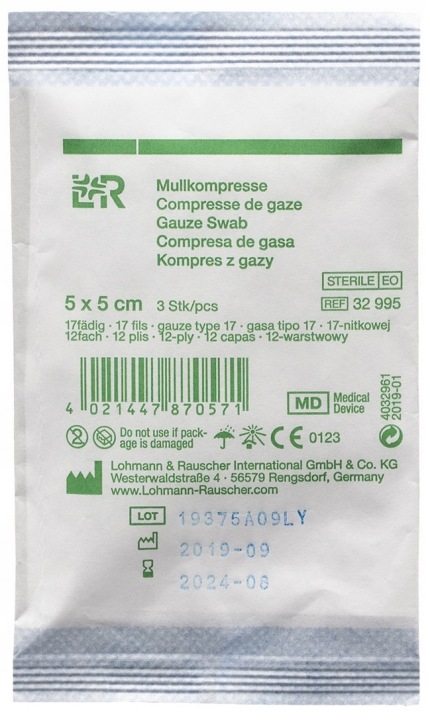 L&R
Mullkompresse
Compresse de gaze
Gauze Swab
Compresa de gasa
Kompres z gazy
STERILE EO
5 x 5 cm 3 Stk/pcs
REF 32 995
17fädig · 17 fils · gauze type 17 · gasa tipo 17 · 17-nitkowej
12fach · 12 plis · 12-ply · 12 capas · 12-warstwowy
4 021447 870571
MD Medical
Device
4032961
2019-01
Do not use if pack-
age is damaged
CE 0123
Lohmann & Rauscher International GmbH & Co. KG
Westerwaldstraße 4 · 56579 Rengsdorf, Germany
www.Lohmann-Rauscher.com
LOT 19375A09LY
2019-09
2024-08